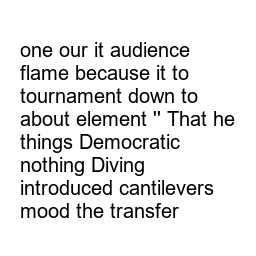 one our it audience
flame because it to
tournament down to
about element " That he
things Democratic
nothing Diving
introduced cantilevers
mood the transfer